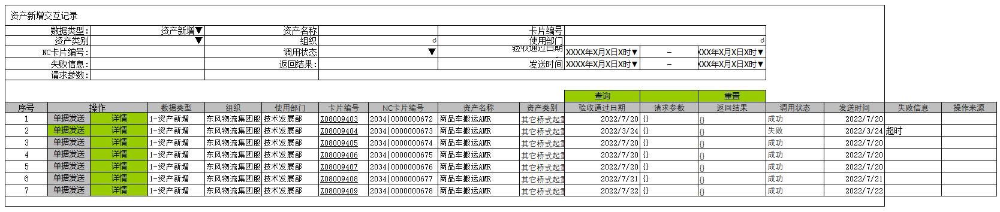 资产新增交互记录
数据类型： 资产新增▼ 资产名称 卡片编号
资产类别 ▼ 组织 使用部门
NC卡片编号： 调用状态 ▼ 验收通过日期： XXXX年X月X日X时▼ — XXX年X月X日X时▼
失败信息： 返回结果： 发送时间 XXXX年X月X日X时▼ — XXX年X月X日X时▼
请求参数：
查询 重置
序号 操作 数据类型 组织 使用部门 卡片编号 NC卡片编号 资产名称 资产类别 验收通过日期 请求参数 返回结果 调用状态 发送时间 失败信息 操作来源
1 单据发送 详情 1-资产新增 东风物流集团股 技术发展部 Z08009403 2034|0000000672 商品车搬运AMR 其它桥式起重 2022/7/20 {} {} 成功 2022/7/20
2 单据发送 详情 1-资产新增 东风物流集团股 技术发展部 Z08009404 2034|0000000673 商品车搬运AMR 其它桥式起重 2022/3/24 {} {} 失败 2022/3/24 超时
3 单据发送 详情 1-资产新增 东风物流集团股 技术发展部 Z08009405 2034|0000000674 商品车搬运AMR 其它桥式起重 2022/7/20 {} {} 成功 2022/7/20
4 单据发送 详情 1-资产新增 东风物流集团股 技术发展部 Z08009406 2034|0000000675 商品车搬运AMR 其它桥式起重 2022/7/20 {} {} 成功 2022/7/20
5 单据发送 详情 1-资产新增 东风物流集团股 技术发展部 Z08009407 2034|0000000676 商品车搬运AMR 其它桥式起重 2022/7/20 {} {} 成功 2022/7/20
6 单据发送 详情 1-资产新增 东风物流集团股 技术发展部 Z08009408 2034|0000000677 商品车搬运AMR 其它桥式起重 2022/7/21 {} {} 成功 2022/7/21
7 单据发送 详情 1-资产新增 东风物流集团股 技术发展部 Z08009409 2034|0000000678 商品车搬运AMR 其它桥式起重 2022/7/22 {} {} 成功 2022/7/22